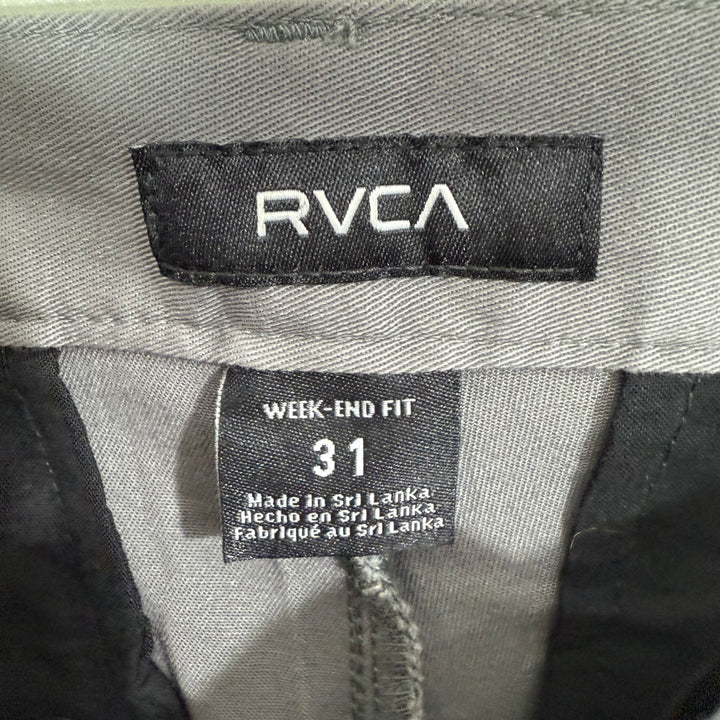 RVCA
WEEK-END FIT
31
Made in Sri Lanka
Hecho en Sri Lanka
Fabriqué au Sri Lanka